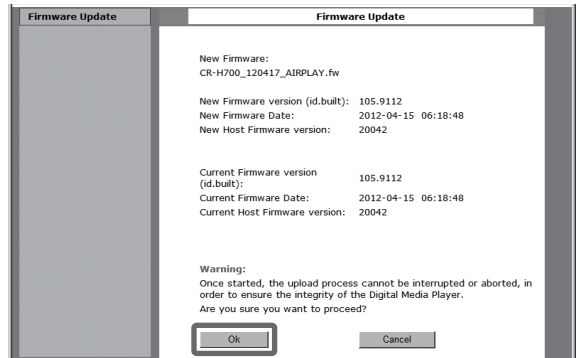 Firmware Update
Firmware Update
New Firmware:
CR-H700_120417_AIRPLAY.fw
New Firmware version (id.built): 105.9112
New Firmware Date: 2012-04-15 06:18:48
New Host Firmware version: 20042
Current Firmware version
(id.built): 105.9112
Current Firmware Date: 2012-04-15 06:18:48
Current Host Firmware version: 20042
Warning:
Once started, the upload process cannot be interrupted or aborted, in
order to ensure the integrity of the Digital Media Player.
Are you sure you want to proceed?
Ok Cancel